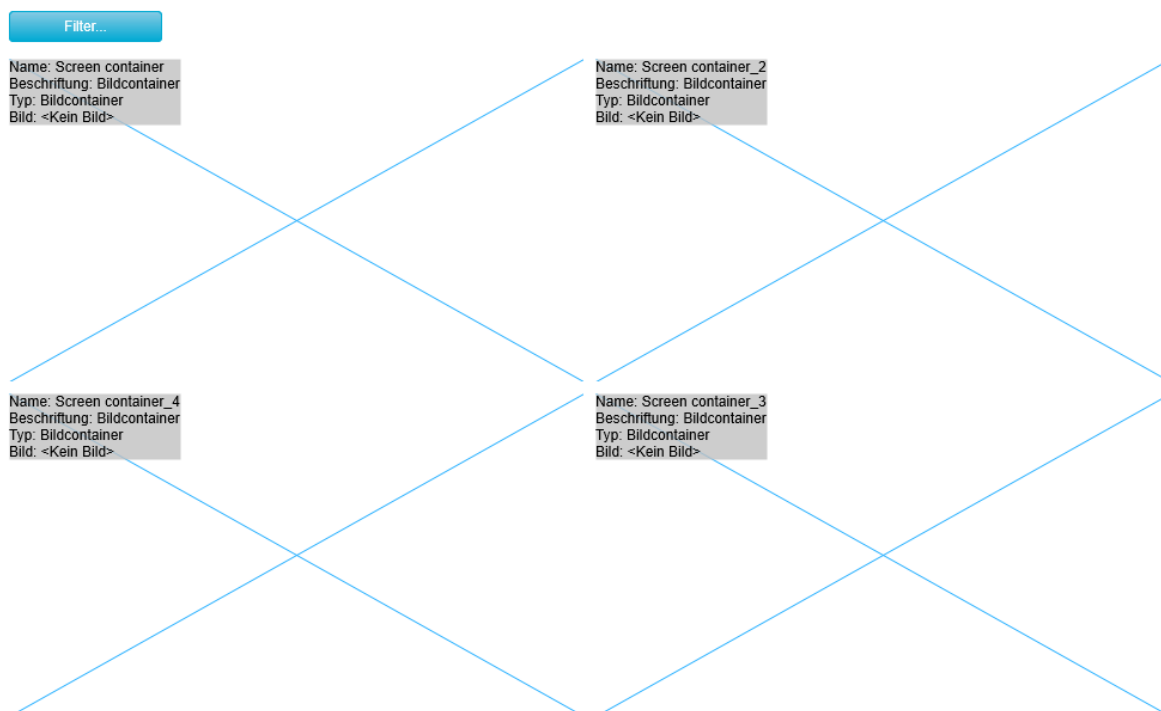 Filter...
Name: Screen container
Beschriftung: Bildcontainer
Typ: Bildcontainer
Bild: <Kein Bild>
Name: Screen container_2
Beschriftung: Bildcontainer
Typ: Bildcontainer
Bild: <Kein Bild>
Name: Screen container_4
Beschriftung: Bildcontainer
Typ: Bildcontainer
Bild: <Kein Bild>
Name: Screen container_3
Beschriftung: Bildcontainer
Typ: Bildcontainer
Bild: <Kein Bild>